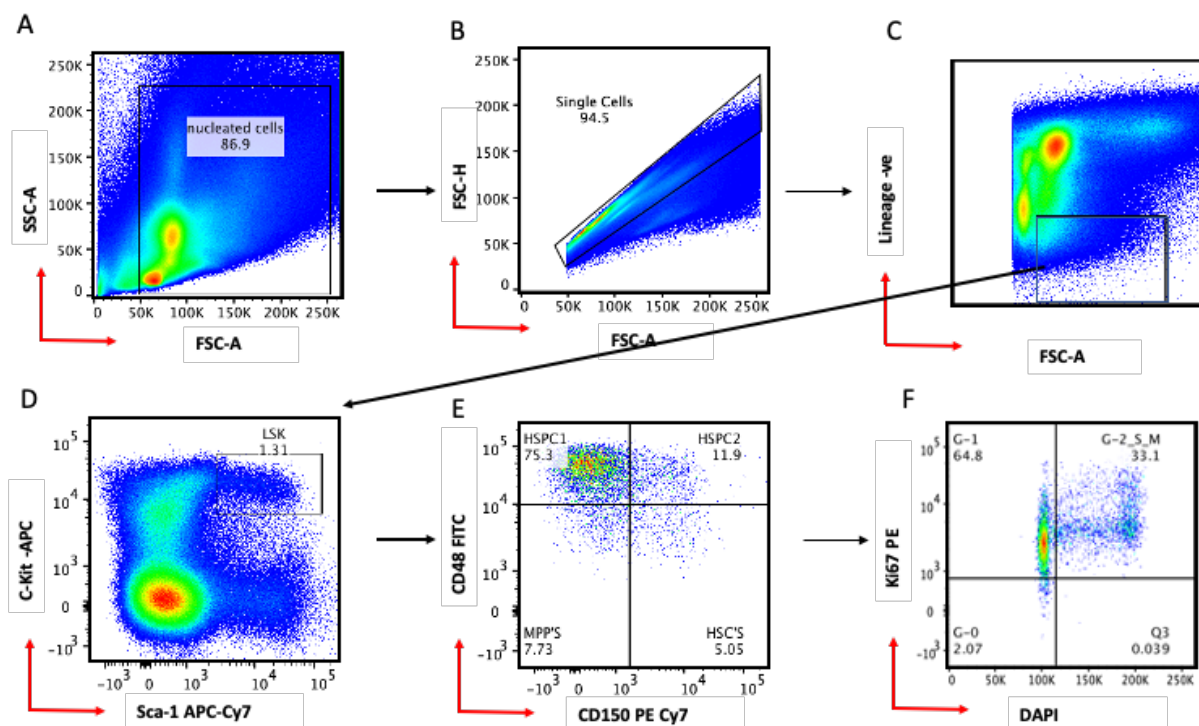 A
250K
200K
150K
100K
50K
0
SSC-A
nucleated cells
86.9
0 50K 100K 150K 200K 250K
FSC-A
B
250K
200K
150K
100K
50K
0
FSC-H
Single Cells
94.5
0 50K 100K 150K 200K 250K
FSC-A
C
Lineage -ve
FSC-A
D
10^5
10^4
10^3
0
-10^3
C-Kit -APC
LSK
1.31
-10^3 0 10^3 10^4 10^5
Sca-1 APC-Cy7
E
10^5
10^4
10^3
0
-10^3
CD48 FITC
HSPC1
75.3
HSPC2
11.9
MPP'S
7.73
HSC'S
5.05
-10^3 0 10^3 10^4 10^5
CD150 PE Cy7
F
10^5
10^4
10^3
0
-10^3
Ki67 PE
G-1
64.8
G-2_S_M
33.1
G-0
2.07
Q3
0.039
0 50K 100K 150K 200K 250K
DAPI